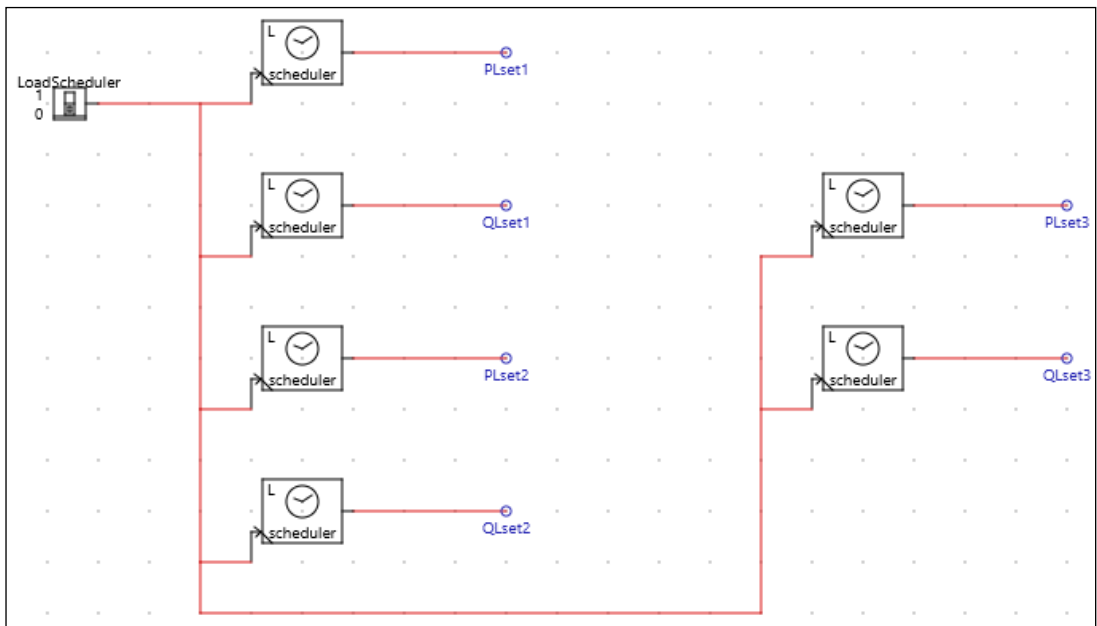 L
scheduler
PLset1
LoadScheduler
1
0
L
scheduler
QLset1
L
scheduler
PLset3
L
scheduler
PLset2
L
scheduler
QLset3
L
scheduler
QLset2